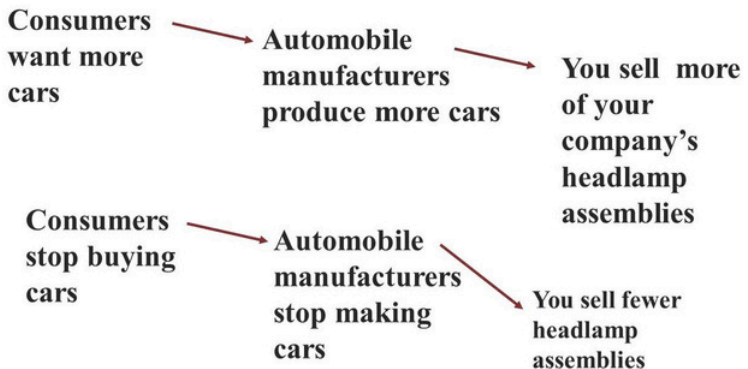 Consumers
want more
cars
Automobile
manufacturers
produce more cars
You sell more
of your
company's
headlamp
assemblies
Consumers
stop buying
cars
Automobile
manufacturers
stop making
cars
You sell fewer
headlamp
assemblies